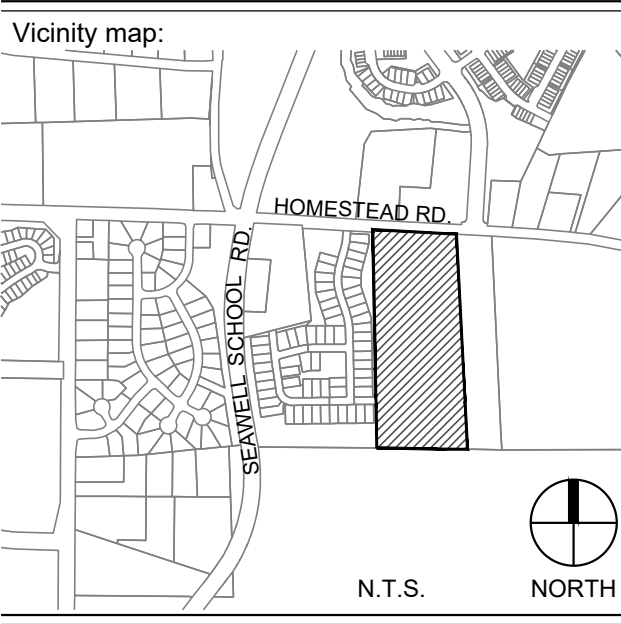 Vicinity map:
HOMESTEAD RD.
SEAWELL SCHOOL RD.
N.T.S.
NORTH